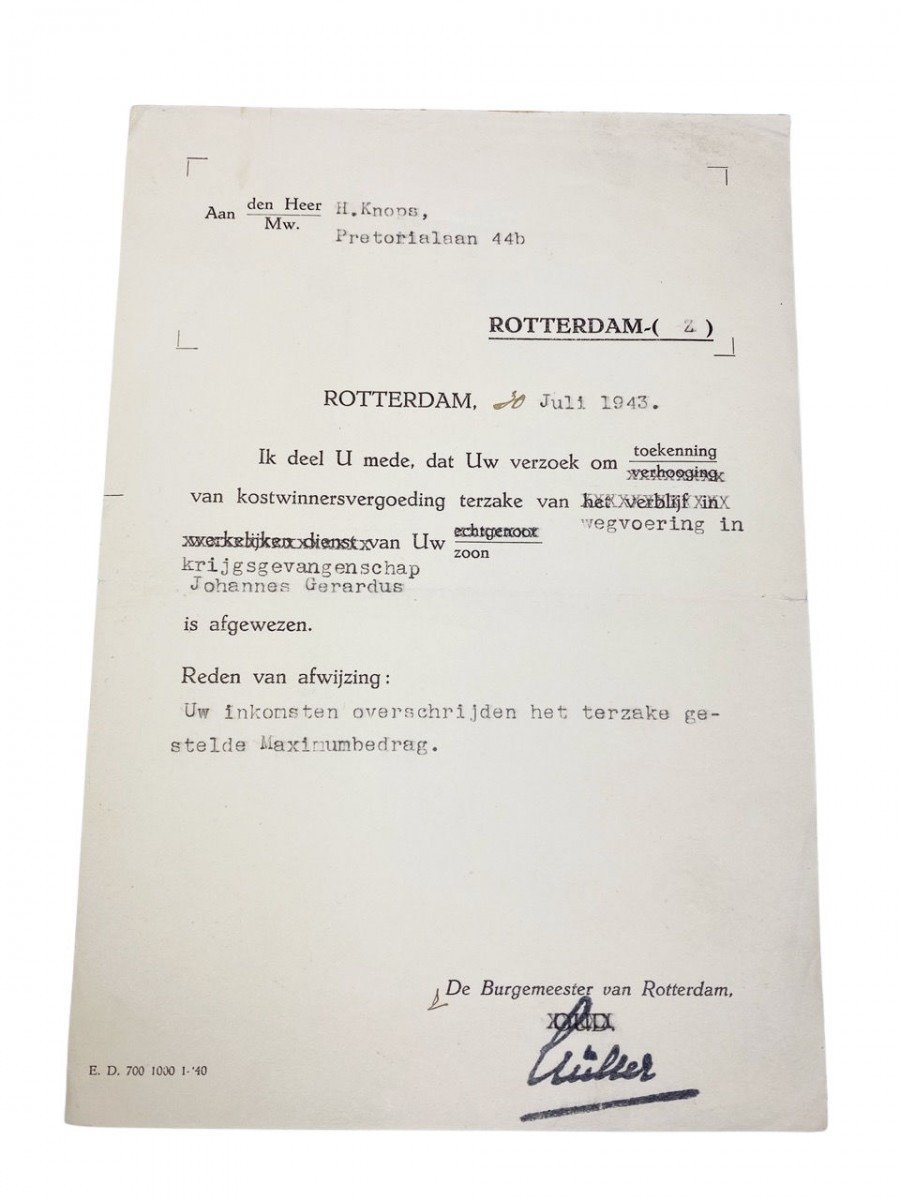 Aan den Heer H.Knops,
Mw.
Pretorialaan 44b
ROTTERDAM-( Z )
ROTTERDAM, 20 Juli 1943.
Ik deel U mede, dat Uw verzoek om toekenning
verhooging
van kostwinnersvergoeding terzake van het verblijf in
wegvoering in
werkelijken dienst van Uw echtgenoot
zoon
krijgsgevangenschap
Johannes Gerardus
is afgewezen.
Reden van afwijzing:
Uw inkomsten overschrijden het terzake ge-
stelde Maximumbedrag.
De Burgemeester van Rotterdam,
OUD.
Müller
E. D. 700 1000 1-'40